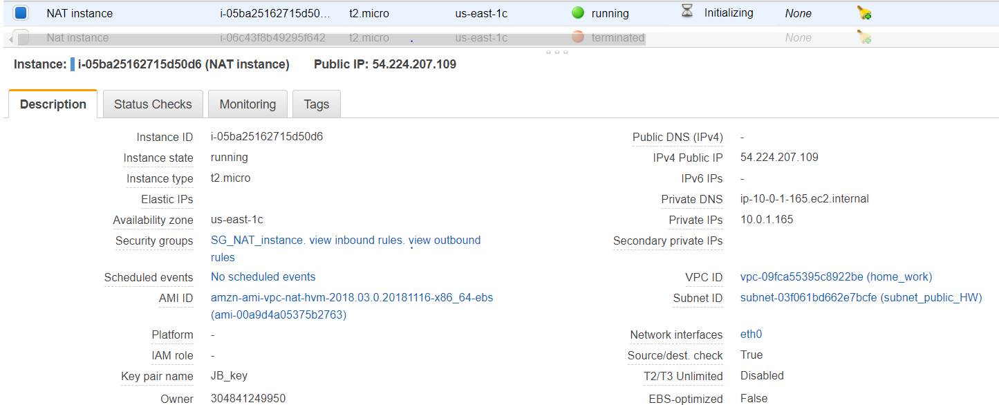 NAT instance i-05ba25162715d50... t2.micro us-east-1c running Initializing None
Nat instance i-06c43f8b49295f642 t2.micro us-east-1c terminated None
Instance: i-05ba25162715d50d6 (NAT instance) Public IP: 54.224.207.109
Description Status Checks Monitoring Tags
Instance ID i-05ba25162715d50d6 Public DNS (IPv4) -
Instance state running IPv4 Public IP 54.224.207.109
Instance type t2.micro IPv6 IPs -
Elastic IPs Private DNS ip-10-0-1-165.ec2.internal
Availability zone us-east-1c Private IPs 10.0.1.165
Security groups SG_NAT_instance. view inbound rules. view outbound Secondary private IPs
rules
Scheduled events No scheduled events VPC ID vpc-09fca55395c8922be (home_work)
AMI ID amzn-ami-vpc-nat-hvm-2018.03.0.20181116-x86_64-ebs Subnet ID subnet-03f061bd662e7bcfe (subnet_public_HW)
(ami-00a9d4a05375b2763)
Platform - Network interfaces eth0
IAM role - Source/dest. check True
Key pair name JB_key T2/T3 Unlimited Disabled
Owner 304841249950 EBS-optimized False